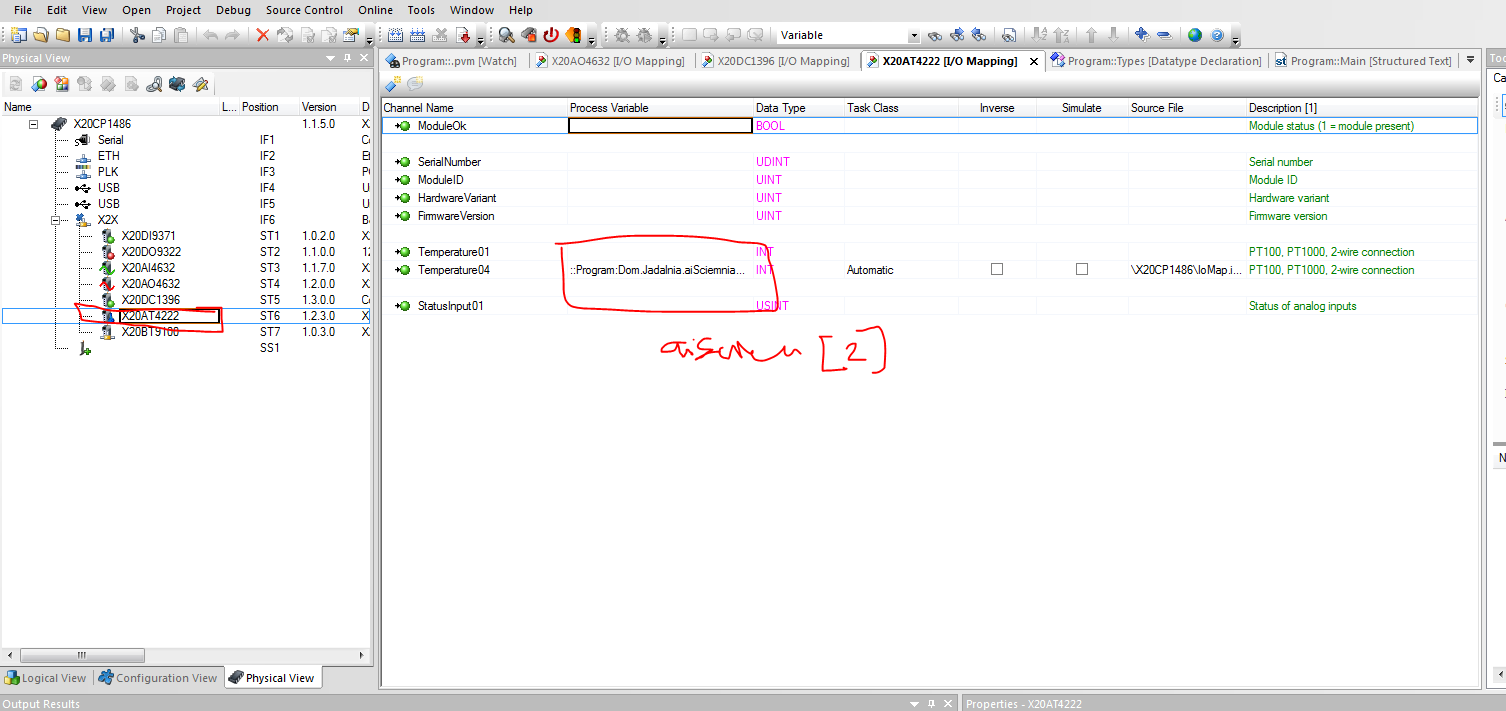 File Edit View Open Project Debug Source Control Online Tools Window Help
Variable
Physical View
Program::.pvm [Watch] X20AO4632 [I/O Mapping] X20DC1396 [I/O Mapping] X20AT4222 [I/O Mapping] Program::Types [Datatype Declaration] Program::Main [Structured Text]
Name L... Position Version D
X20CP1486 1.1.5.0
Serial IF1
ETH IF2
PLK IF3
USB IF4
USB IF5
X2X IF6
X20DI9371 ST1 1.0.2.0
X20DO9322 ST2 1.1.0.0
X20AI4632 ST3 1.1.7.0
X20AO4632 ST4 1.2.0.0
X20DC1396 ST5 1.3.0.0
X20AT4222 ST6 1.2.3.0
X20BT9100 ST7 1.0.3.0
SS1
Channel Name Process Variable Data Type Task Class Inverse Simulate Source File Description [1]
ModuleOk BOOL Module status (1 = module present)
SerialNumber UDINT Serial number
ModuleID UINT Module ID
HardwareVariant UINT Hardware variant
FirmwareVersion UINT Firmware version
Temperature01 INT PT100, PT1000, 2-wire connection
Temperature04 ::Program:Dom.Jadalnia.aiSciemnia... INT Automatic \X20CP1486\IoMap.i... PT100, PT1000, 2-wire connection
StatusInput01 USINT Status of analog inputs
[2]
Logical View Configuration View Physical View
Output Results
Properties - X20AT4222